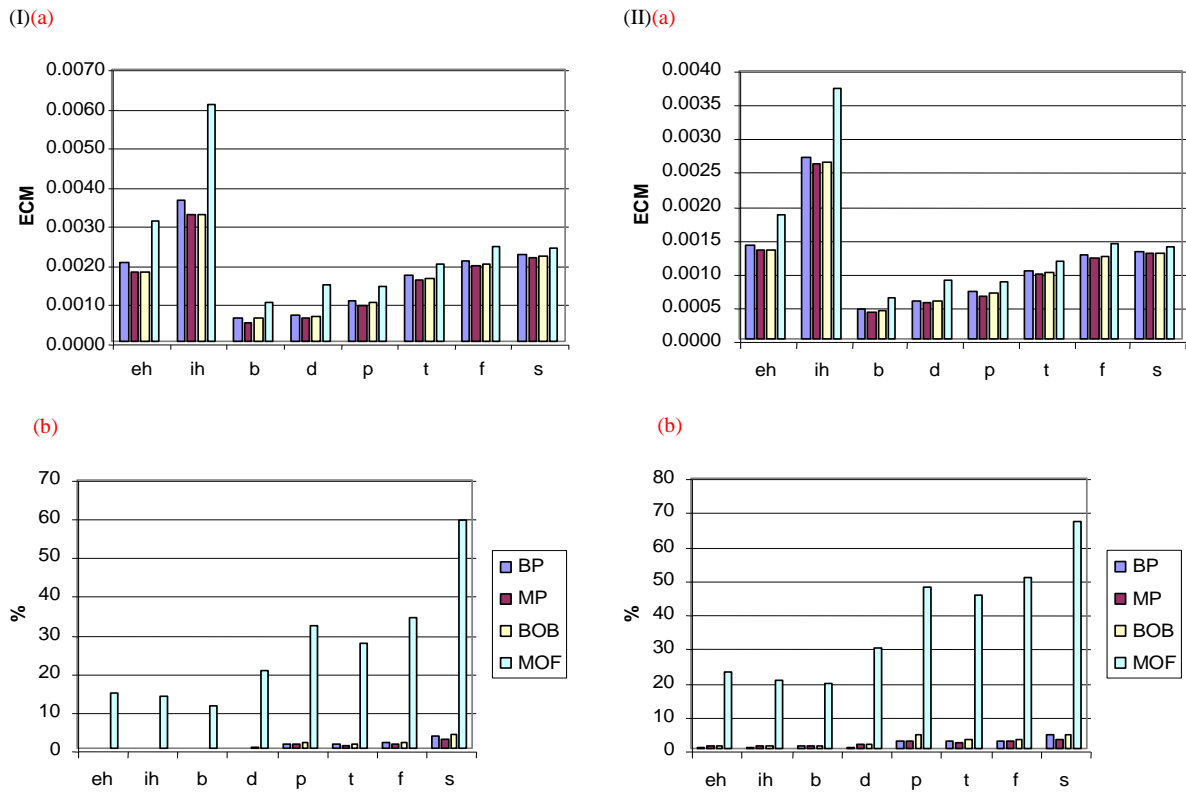 (I)(a)
(II)(a)
0.0070
0.0060
0.0050
0.0040
0.0030
0.0020
0.0010
0.0000
ECM
eh ih b d p t f s
0.0040
0.0035
0.0030
0.0025
0.0020
0.0015
0.0010
0.0005
0.0000
ECM
eh ih b d p t f s
(b)
(b)
70
60
50
40
30
20
10
0
%
eh ih b d p t f s
BP
MP
BOB
MOF
80
70
60
50
40
30
20
10
0
%
eh ih b d p t f s
BP
MP
BOB
MOF